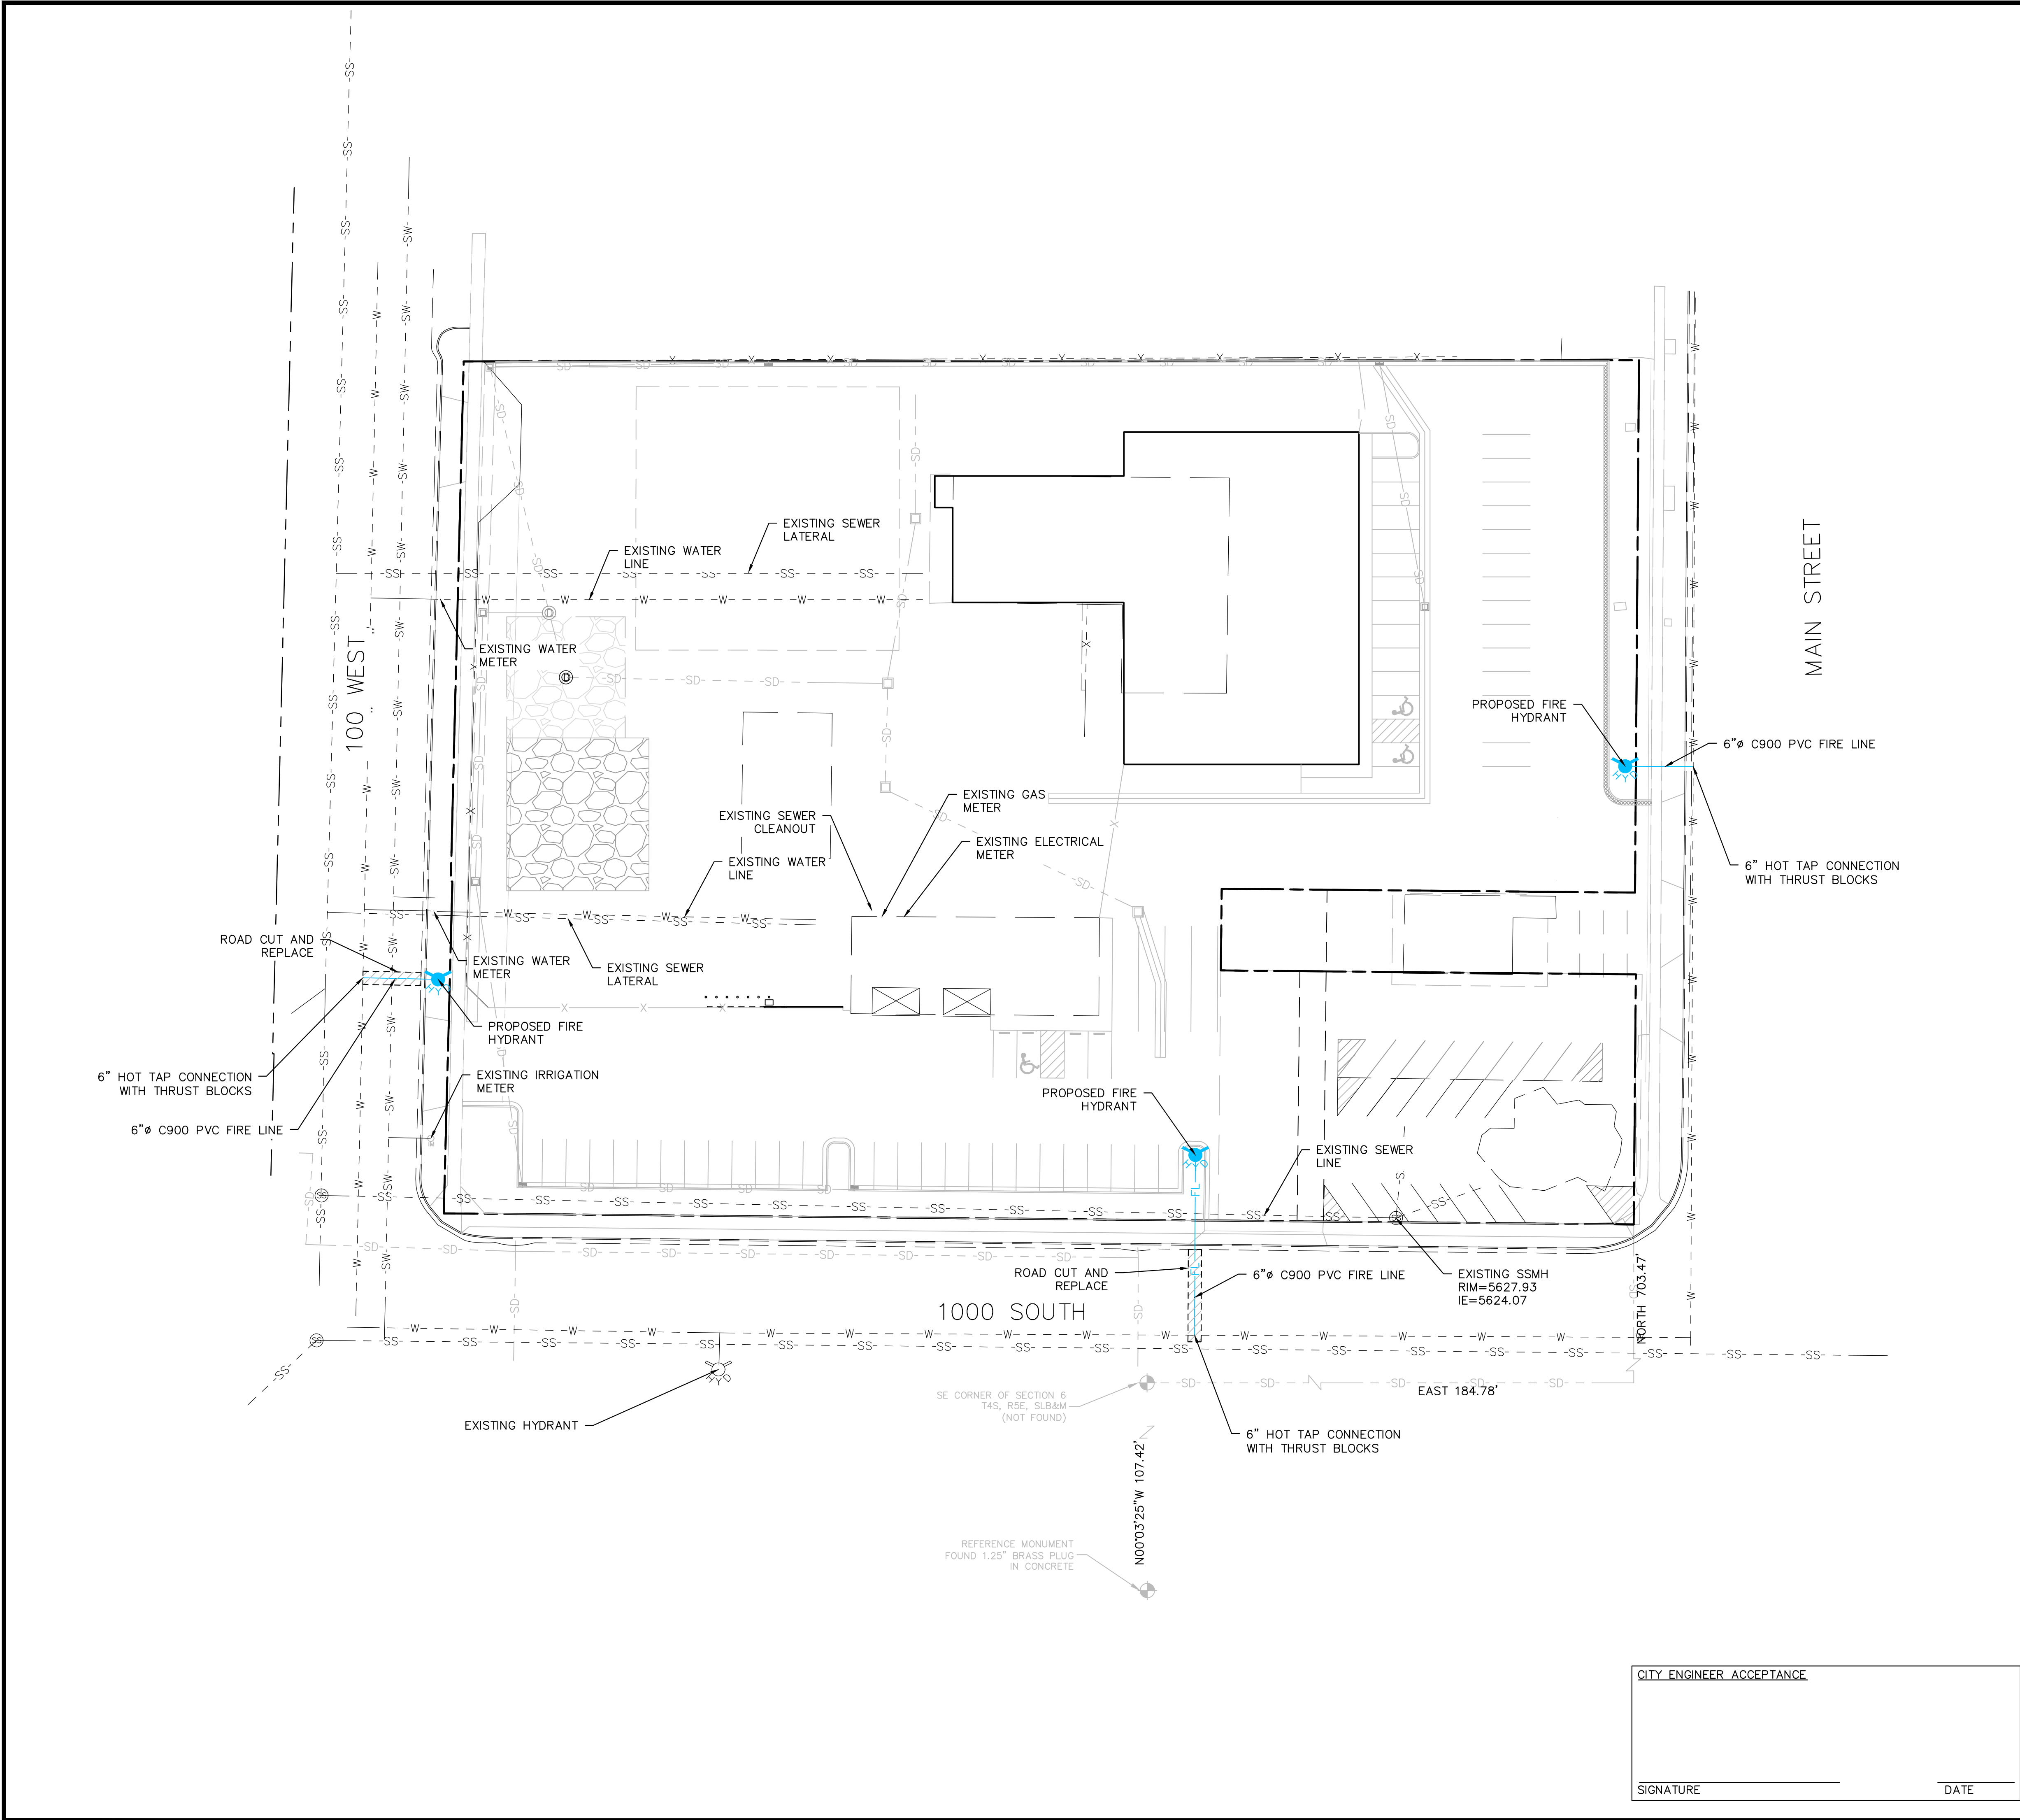 EXISTING SEWER
LATERAL
EXISTING WATER
LINE
EXISTING WATER
METER
100 WEST
MAIN STREET
PROPOSED FIRE
HYDRANT
HYD
6"ø C900 PVC FIRE LINE
6" HOT TAP CONNECTION
WITH THRUST BLOCKS
EXISTING GAS
METER
EXISTING SEWER
CLEANOUT
EXISTING ELECTRICAL
METER
EXISTING WATER
LINE
ROAD CUT AND
REPLACE
EXISTING WATER
METER
EXISTING SEWER
LATERAL
PROPOSED FIRE
HYDRANT
6" HOT TAP CONNECTION
WITH THRUST BLOCKS
6"ø C900 PVC FIRE LINE
EXISTING IRRIGATION
METER
PROPOSED FIRE
HYDRANT
HYD
FL
FL
EXISTING SEWER
LINE
ROAD CUT AND
REPLACE
6"ø C900 PVC FIRE LINE
EXISTING SSMH
RIM=5627.93
IE=5624.07
1000 SOUTH
NORTH 703.47'
HYD
EXISTING HYDRANT
SE CORNER OF SECTION 6
T4S, R5E, SLB&M
(NOT FOUND)
EAST 184.78'
6" HOT TAP CONNECTION
WITH THRUST BLOCKS
N00°03'25"W 107.42'
REFERENCE MONUMENT
FOUND 1.25" BRASS PLUG
IN CONCRETE
CITY ENGINEER ACCEPTANCE
SIGNATURE
DATE